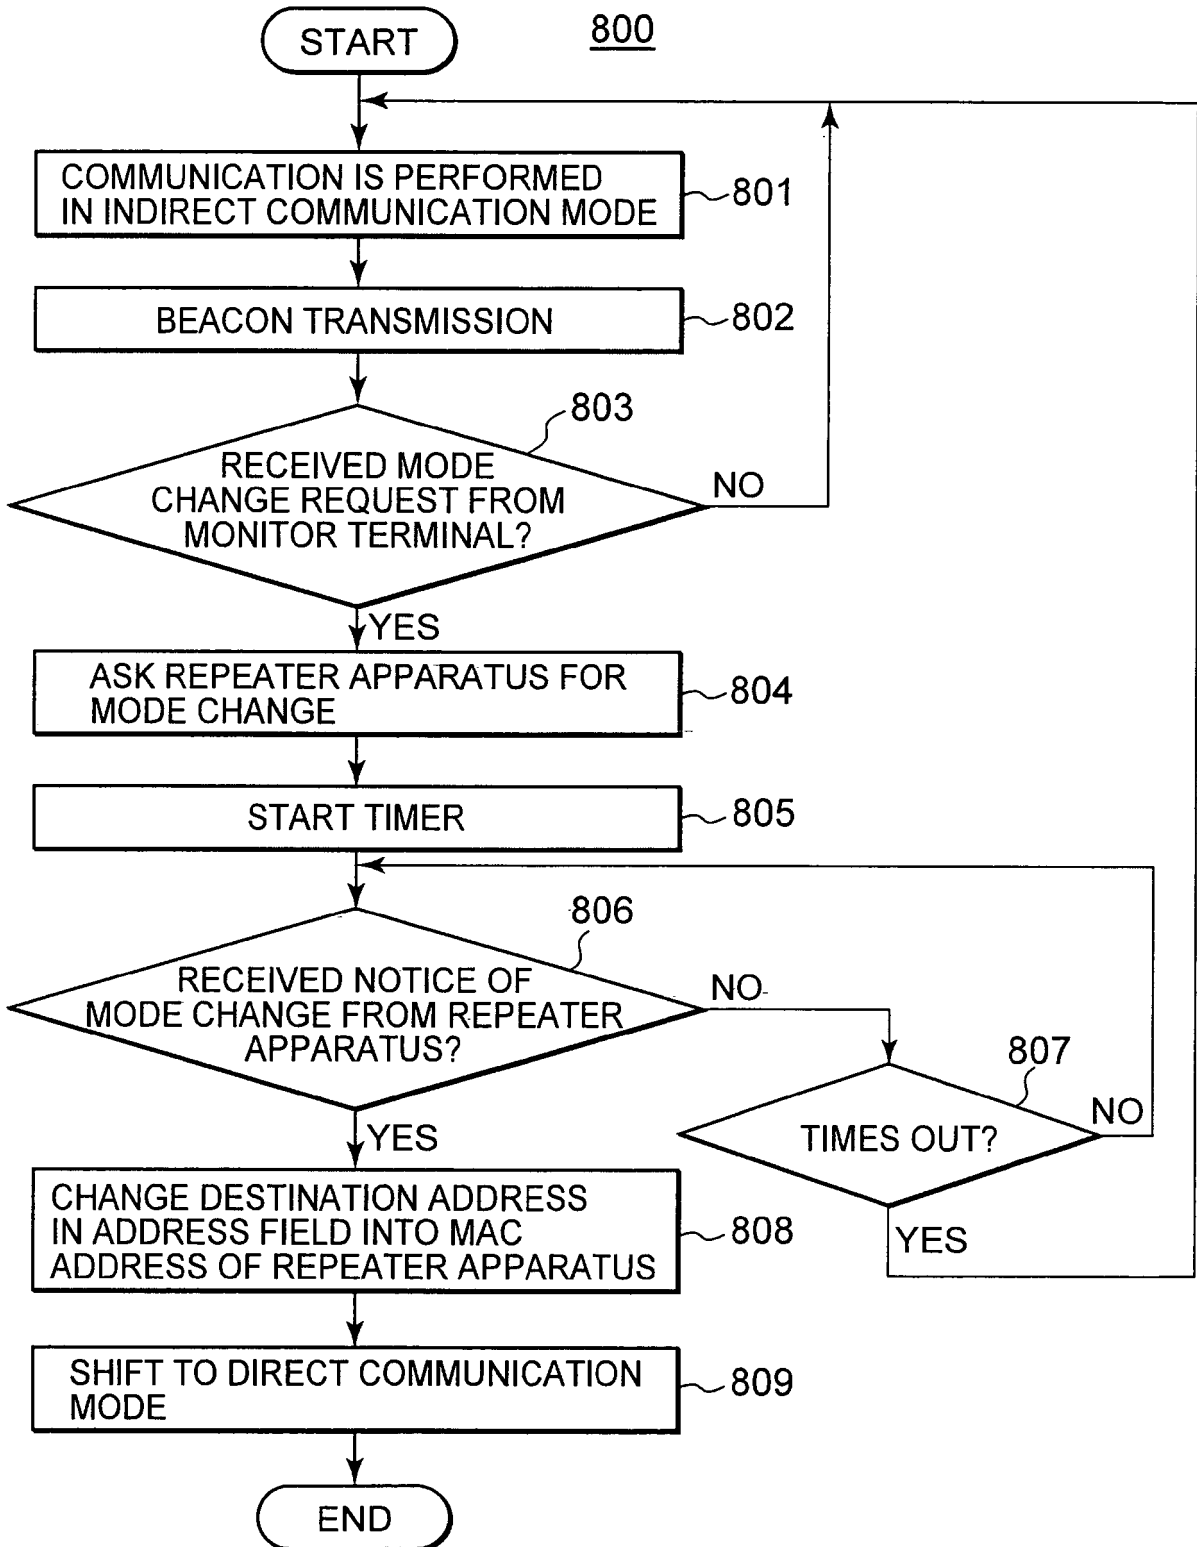 START
800
COMMUNICATION IS PERFORMED
IN INDIRECT COMMUNICATION MODE
801
BEACON TRANSMISSION
802
803
RECEIVED MODE
CHANGE REQUEST FROM
MONITOR TERMINAL?
NO
YES
ASK REPEATER APPARATUS FOR
MODE CHANGE
804
START TIMER
805
806
RECEIVED NOTICE OF
MODE CHANGE FROM REPEATER
APPARATUS?
NO
807
TIMES OUT?
NO
YES
YES
CHANGE DESTINATION ADDRESS
IN ADDRESS FIELD INTO MAC
ADDRESS OF REPEATER APPARATUS
808
SHIFT TO DIRECT COMMUNICATION
MODE
809
END